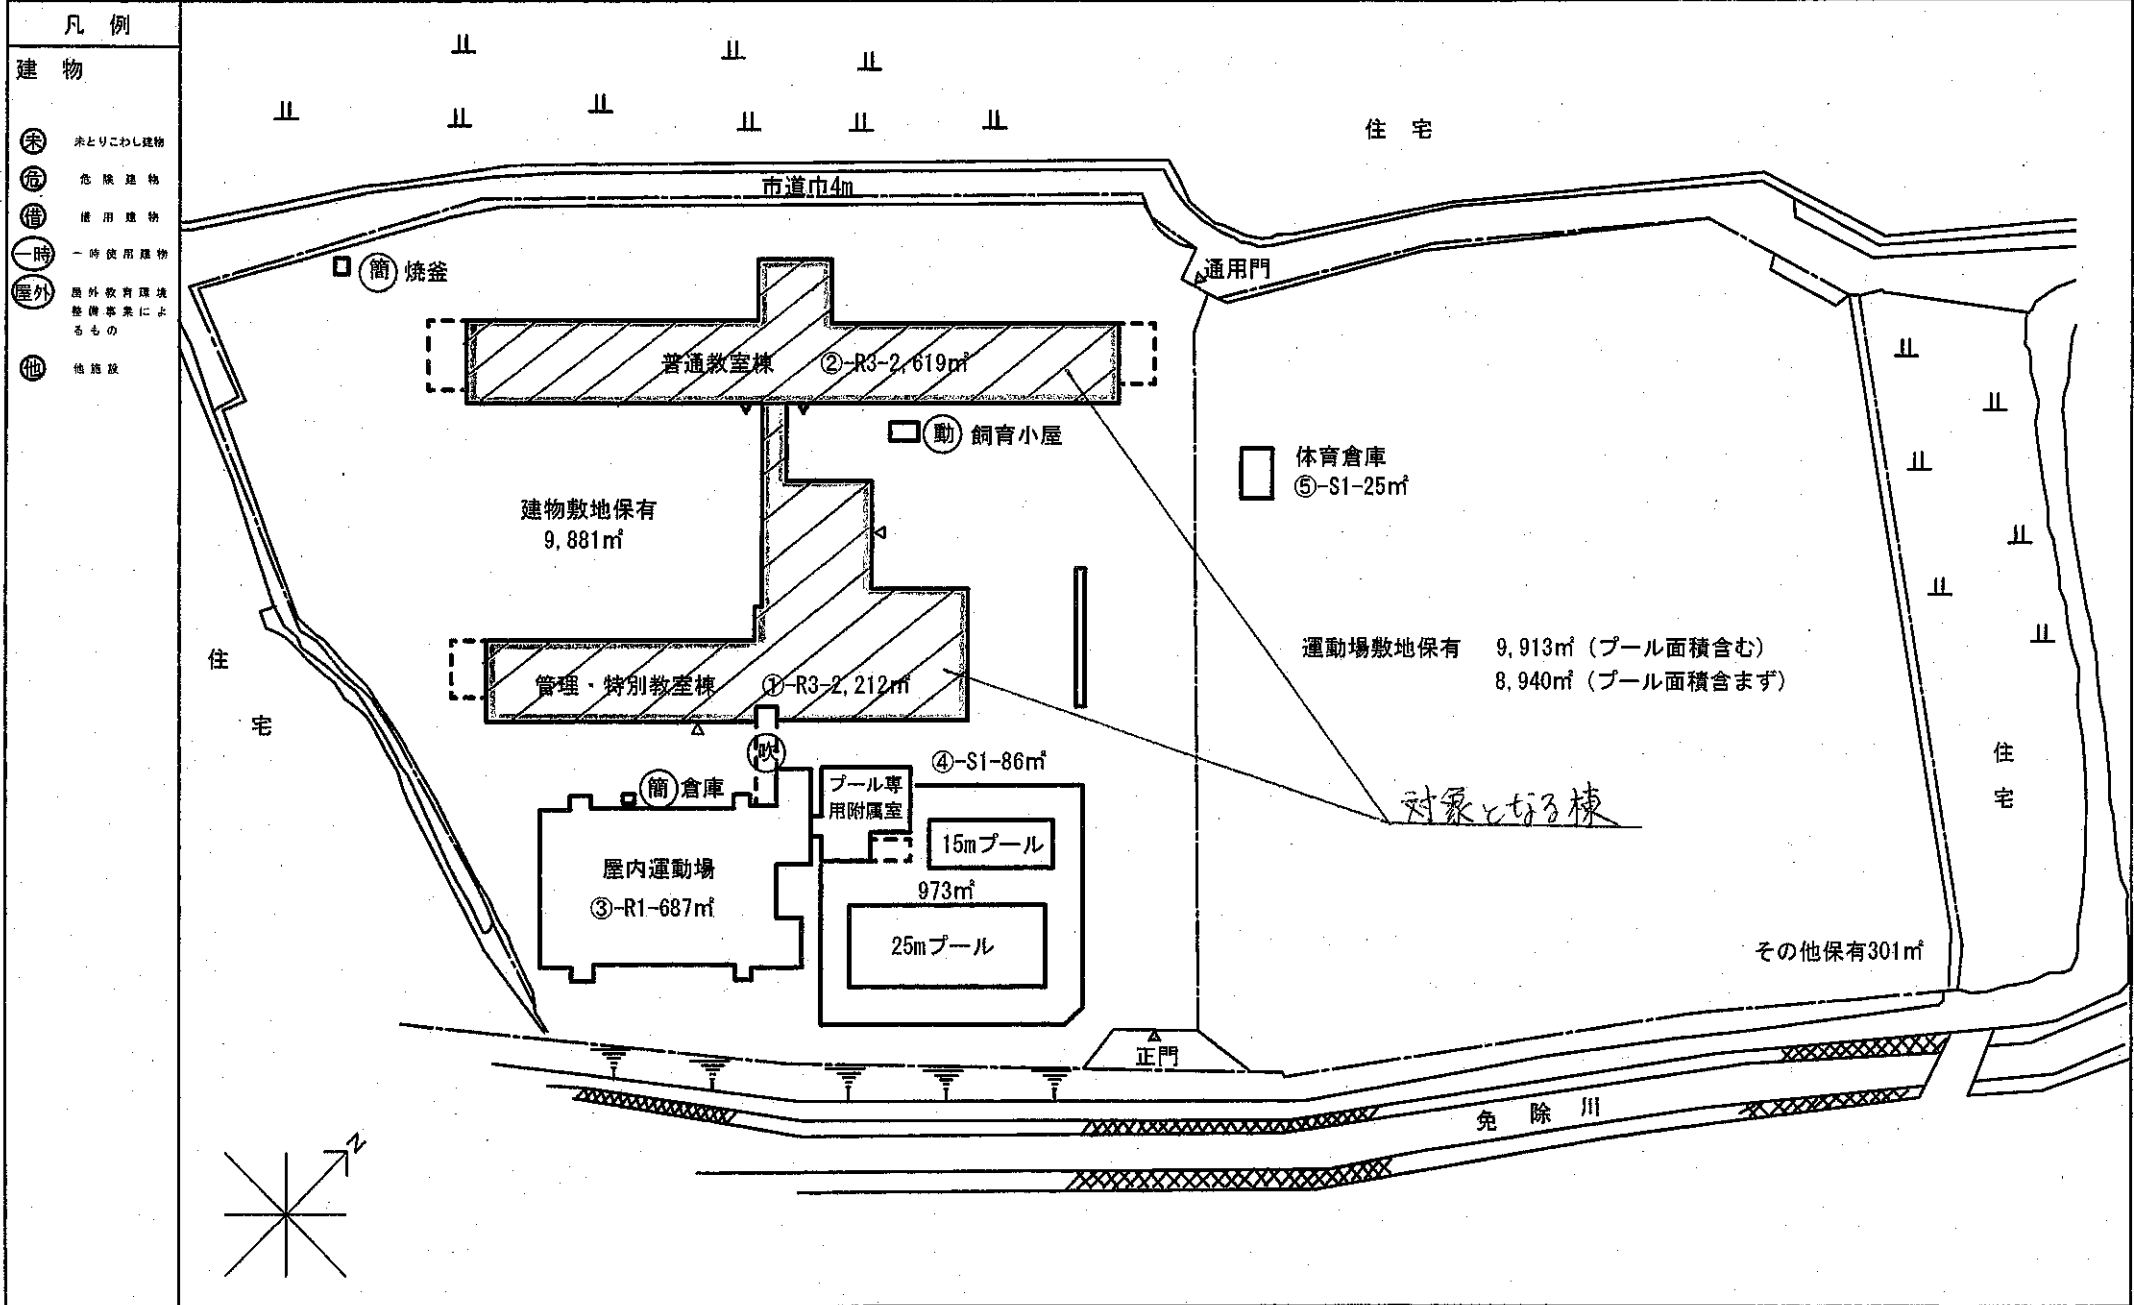 凡 例
建 物
未 未とりこわし建物
危 危険建物
借 借用建物
一時 一時使用建物
屋外 屋外教育環境
整備事業によ
るもの
他 他施設
住 宅
市道巾4m
簡 焼釜
通用門
普通教室棟 ②-R3-2,619㎡
動 飼育小屋
体育倉庫
⑤-S1-25㎡
建物敷地保有
9,881㎡
運動場敷地保有 9,913㎡（プール面積含む）
8,940㎡（プール面積含まず）
住
宅
管理・特別教室棟 ①-R3-2,212㎡
吹
④-S1-86㎡
簡 倉庫
プール専
用附属室
対象となる棟
住
宅
15mプール
屋内運動場
③-R1-687㎡
973㎡
25mプール
その他保有301㎡
正門
免 除 川
N